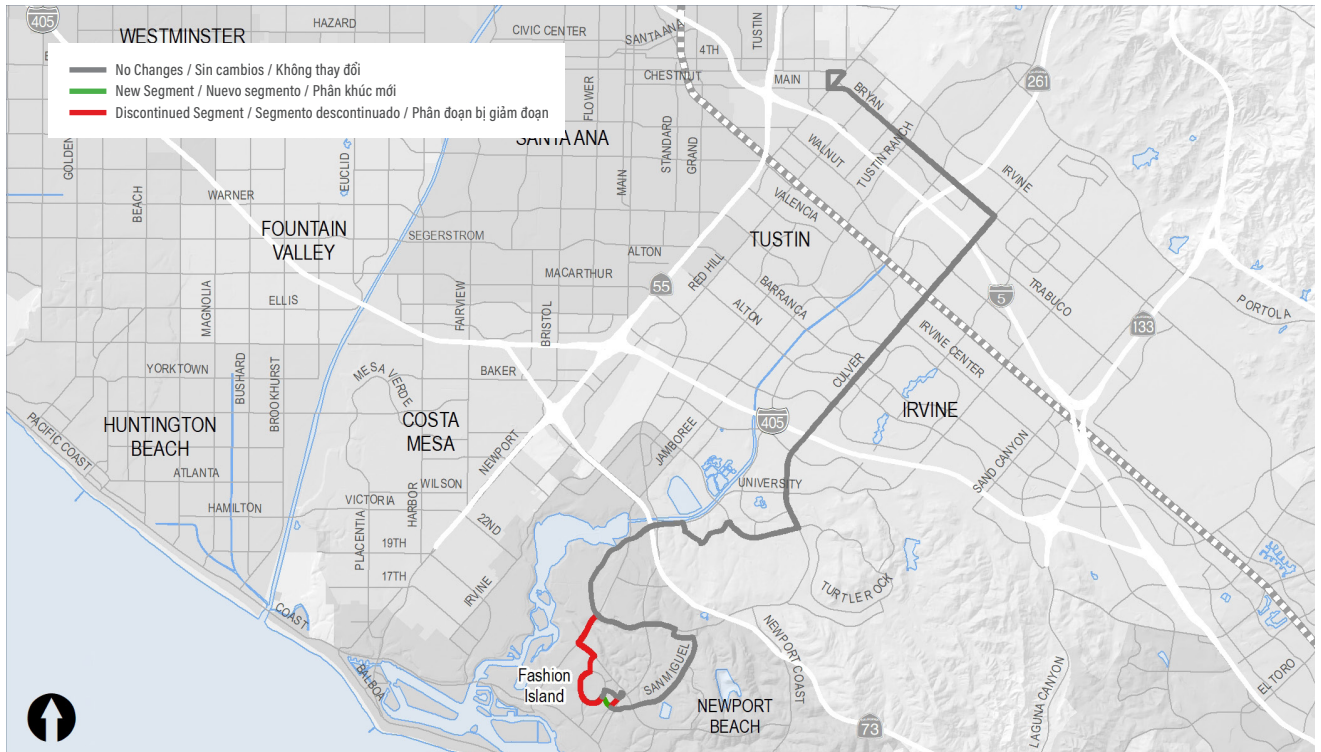 405
WESTMINSTER
HAZARD
CIVIC CENTER
SANTA ANA
4TH
TUSTIN
No Changes / Sin cambios / Không thay đổi
New Segment / Nuevo segmento / Phân khúc mới
Discontinued Segment / Segmento descontinuado / Phân đoạn bị giảm đoạn
FLOWER
CHESTNUT
MAIN
BRYAN
261
SANTA ANA
STANDARD
GRAND
WALNUT
TUSTIN RANCH
IRVINE
GOLDEN
BEACH
WARNER
EUCLID
MAIN
VALENCIA
FOUNTAIN
VALLEY
SEGERSTROM
ALTON
TUSTIN
MACARTHUR
RED HILL
BARRANCA
55
5
TRABUCO
PORTOLA
MAGNOLIA
ELLIS
FAIRVIEW
BRISTOL
ALTON
133
IRVINE CENTER
YORKTOWN
BUSHARD
BROOKHURST
MESA VERDE
BAKER
CULVER
HUNTINGTON
BEACH
COSTA
MESA
405
IRVINE
PACIFIC COAST
NEWPORT
JAMBOREE
SAND CANYON
ATLANTA
WILSON
UNIVERSITY
HAMILTON
VICTORIA
HARBOR
PLACENTIA
22ND
19TH
17TH
IRVINE
TURTLE ROCK
COAST
NEWPORT COAST
BALBOA
Fashion
Island
SAN MIGUEL
NEWPORT
BEACH
73
LAGUNA CANYON
EL TORO